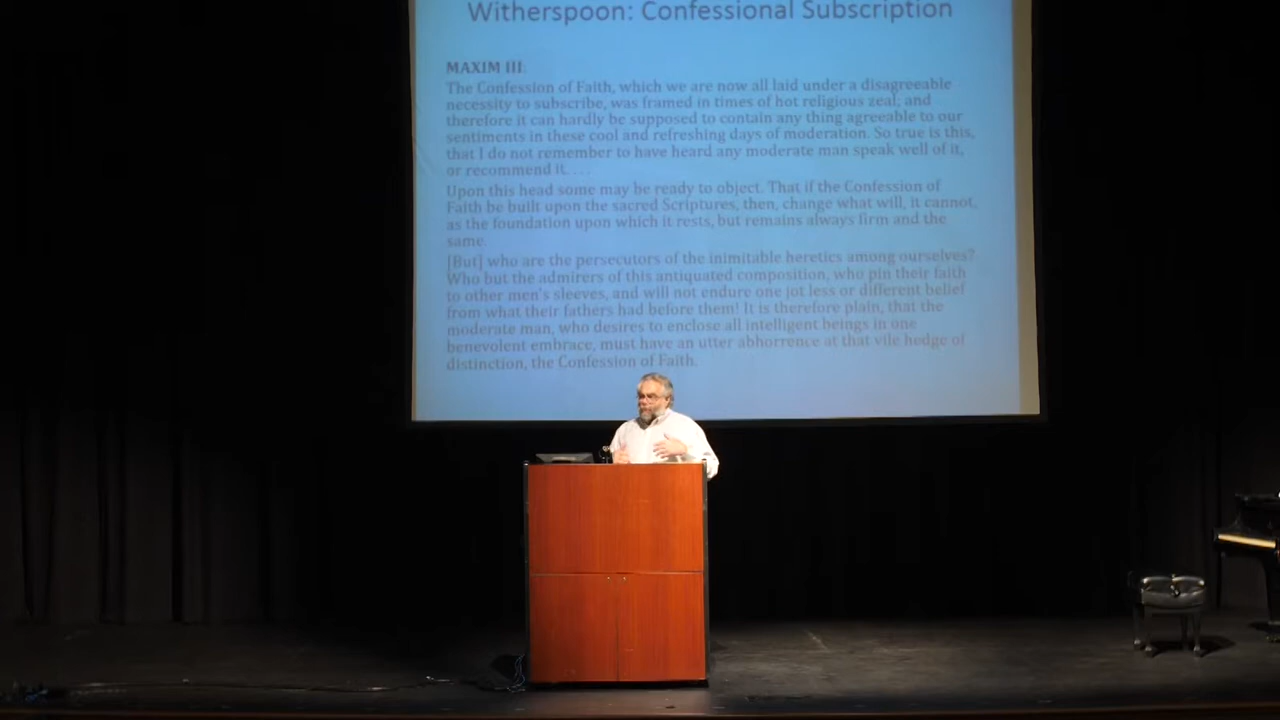 Witherspoon: Confessional Subscription
MAXIM III:
The Confession of Faith, which we are now all laid under a disagreeable
necessity to subscribe, was framed in times of hot religious zeal; and
therefore it can hardly be supposed to contain any thing agreeable to our
sentiments in these cool and refreshing days of moderation. So true is this,
that I do not remember to have heard any moderate man speak well of it,
or recommend it. . . .
Upon this head some may be ready to object. That if the Confession of
Faith be built upon the sacred Scriptures, then, change what will, it cannot,
as the foundation upon which it rests, but remains always firm and the
same.
[But] who are the persecutors of the inimitable heretics among ourselves?
Who but the admirers of this antiquated composition, who pin their faith
to other men's sleeves, and will not endure one jot less or different belief
from what their fathers had before them! It is therefore plain, that the
moderate man, who desires to enclose all intelligent beings in one
benevolent embrace, must have an utter abhorrence at that vile hedge of
distinction, the Confession of Faith.